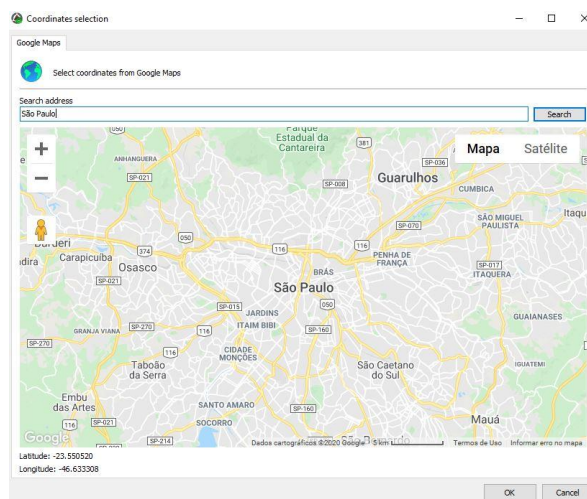 Coordinates selection
Google Maps
Select coordinates from Google Maps
Search address
São Paulo
Search
050
Parque
Estadual da
Cantareira
381
Mapa
Satélite
ANHANGUERA
SP-036
SP-021
SP-008
Guarulhos
CUMBICA
SÃO MIGUEL
PAULISTA
SP-070
050
116
116
374
Carapicuíba
Osasco
PENHA DE
FRANÇA
BRÁS
SP-017
ITAQUERA
SP-021
São Paulo
SP-015
JARDINS
050
ITAIM BIBI
SP-160
GUAIANASES
GRANJA VIANA
SP-270
SP-270
116
116
CIDADE
MONÇÕES
Taboão
da Serra
São Caetano
do Sul
IGUATEMI
Embu
das Artes
SANTO AMARO
SP-160
116
SP-021
SOCORRO
Mauá
SP-214
Google
Dados cartográficos ©2020 Google
5 km
Termos de Uso
Informar erro no mapa
Latitude: -23.550520
Longitude: -46.633308
OK
Cancel